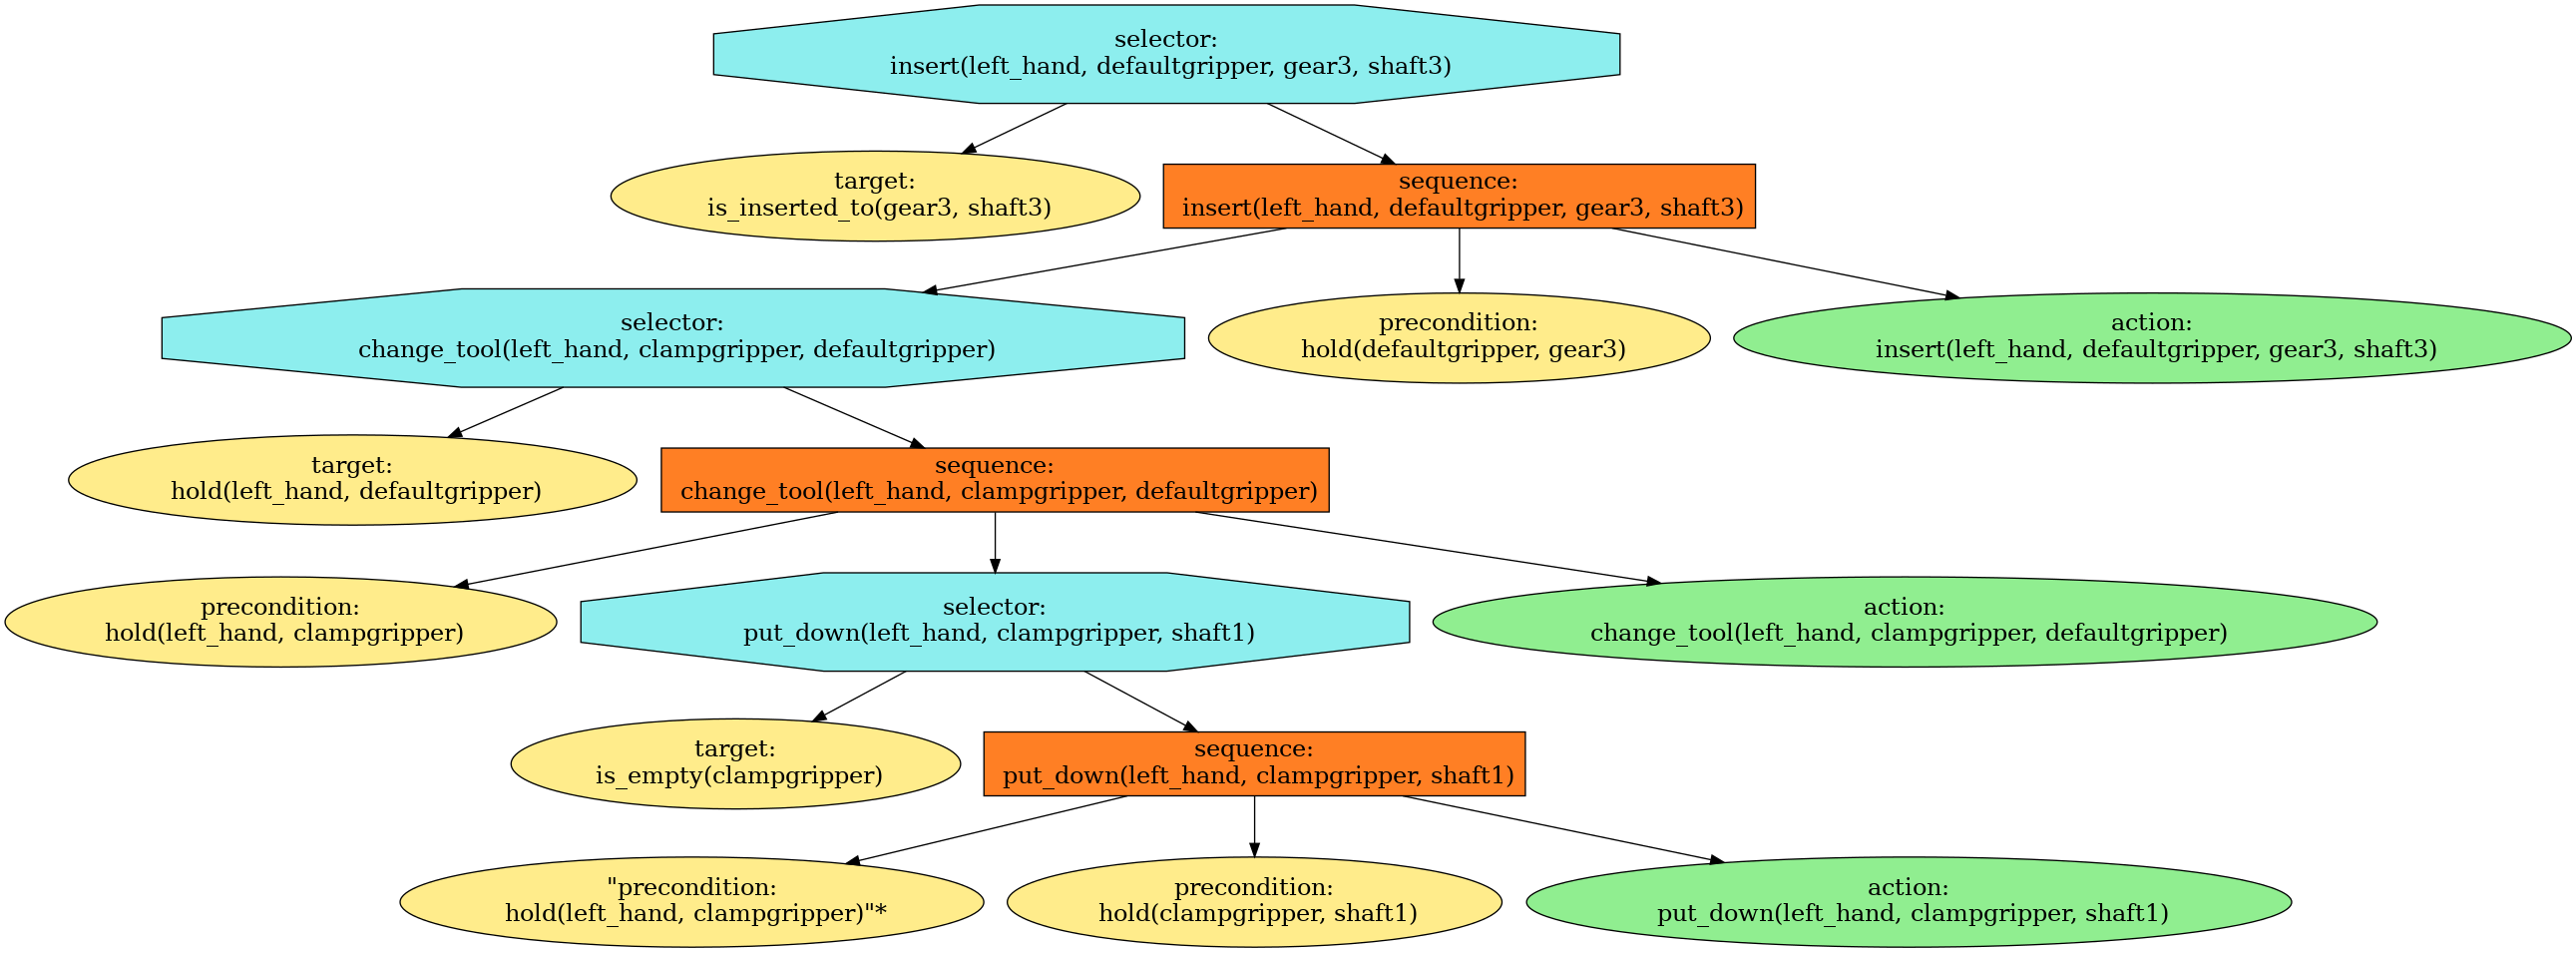 selector:
insert(left_hand, defaultgripper, gear3, shaft3)
target:
is_inserted_to(gear3, shaft3)
sequence:
insert(left_hand, defaultgripper, gear3, shaft3)
selector:
change_tool(left_hand, clampgripper, defaultgripper)
precondition:
hold(defaultgripper, gear3)
action:
insert(left_hand, defaultgripper, gear3, shaft3)
target:
hold(left_hand, defaultgripper)
sequence:
change_tool(left_hand, clampgripper, defaultgripper)
precondition:
hold(left_hand, clampgripper)
selector:
put_down(left_hand, clampgripper, shaft1)
action:
change_tool(left_hand, clampgripper, defaultgripper)
target:
is_empty(clampgripper)
sequence:
put_down(left_hand, clampgripper, shaft1)
"precondition:
hold(left_hand, clampgripper)"*
precondition:
hold(clampgripper, shaft1)
action:
put_down(left_hand, clampgripper, shaft1)